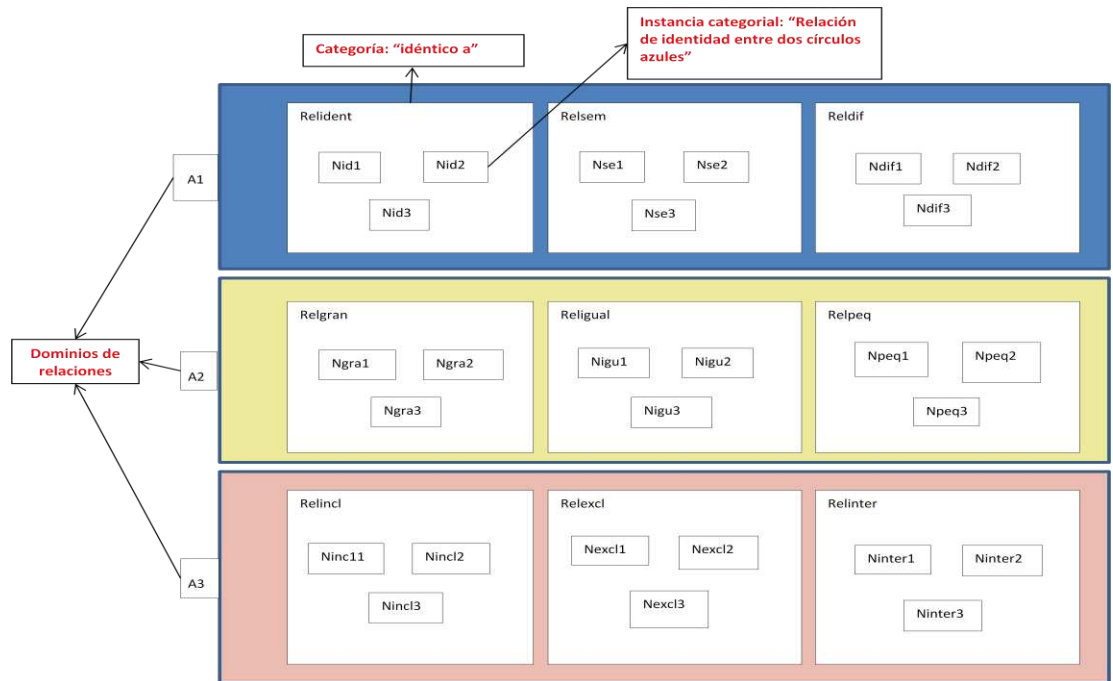 Categoría: “idéntico a”
Instancia categorial: “Relación
de identidad entre dos círculos
azules”
A1
Relident
Nid1
Nid2
Nid3
Relsem
Nse1
Nse2
Nse3
Reldif
Ndif1
Ndif2
Ndif3
Dominios de
relaciones
A2
Relgran
Ngra1
Ngra2
Ngra3
Religual
Nigu1
Nigu2
Nigu3
Relpeq
Npeq1
Npeq2
Npeq3
A3
Relincl
Ninc11
Nincl2
Nincl3
Relexcl
Nexcl1
Nexcl2
Nexcl3
Relinter
Ninter1
Ninter2
Ninter3